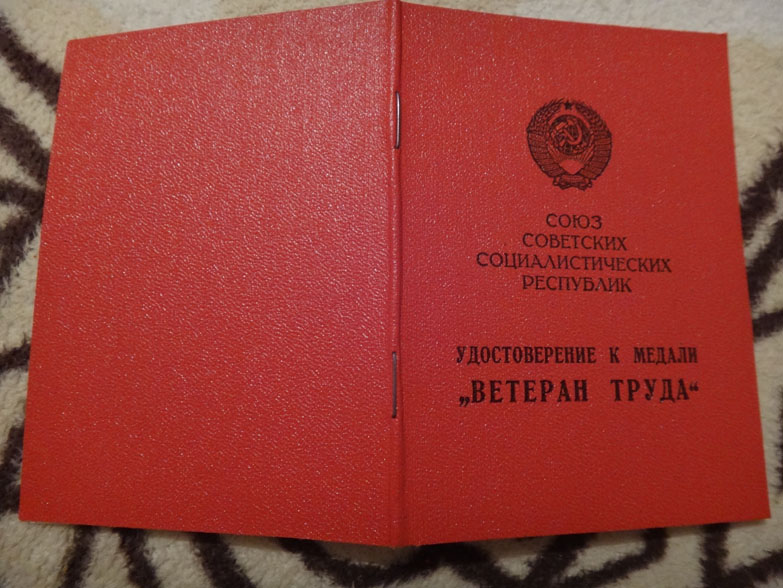 СОЮЗ
СОВЕТСКИХ
СОЦИАЛИСТИЧЕСКИХ
РЕСПУБЛИК
УДОСТОВЕРЕНИЕ К МЕДАЛИ
„ВЕТЕРАН ТРУДА“